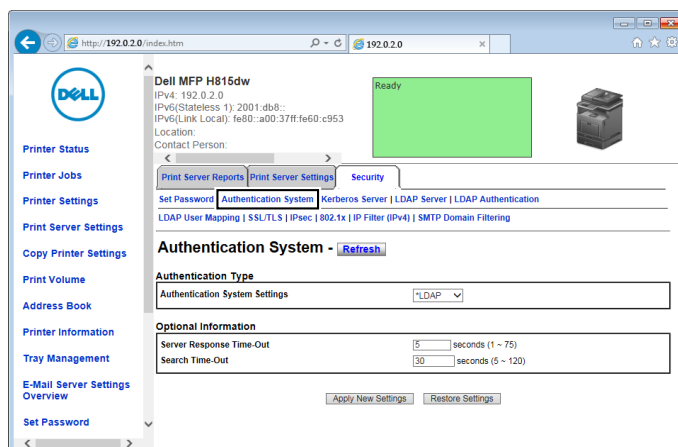 http://192.0.2.0/index.htm
192.0.2.0
DELL
Dell MFP H815dw
IPv4: 192.0.2.0
IPv6(Stateless 1): 2001:db8::
IPv6(Link Local): fe80::a00:37ff:fe60:c953
Location:
Contact Person:
Ready
Printer Status
Printer Jobs
Printer Settings
Print Server Settings
Copy Printer Settings
Print Volume
Address Book
Printer Information
Tray Management
E-Mail Server Settings
Overview
Set Password
Print Server Reports Print Server Settings Security
Set Password | Authentication System | Kerberos Server | LDAP Server | LDAP Authentication
LDAP User Mapping | SSL/TLS | IPsec | 802.1x | IP Filter (IPv4) | SMTP Domain Filtering
Authentication System - Refresh
Authentication Type
Authentication System Settings *LDAP
Optional Information
Server Response Time-Out 5 seconds (1 ~ 75)
Search Time-Out 30 seconds (5 ~ 120)
Apply New Settings Restore Settings